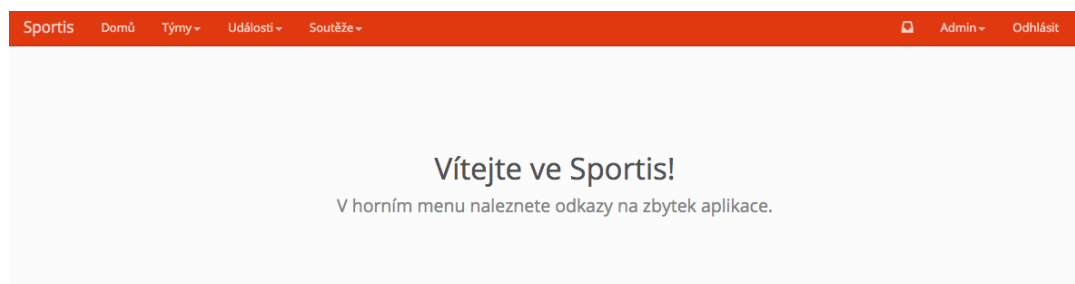 Sportis Domů Týmy Události Soutěže Admin Odhlásit
Vítejte ve Sportis!
V horním menu naleznete odkazy na zbytek aplikace.